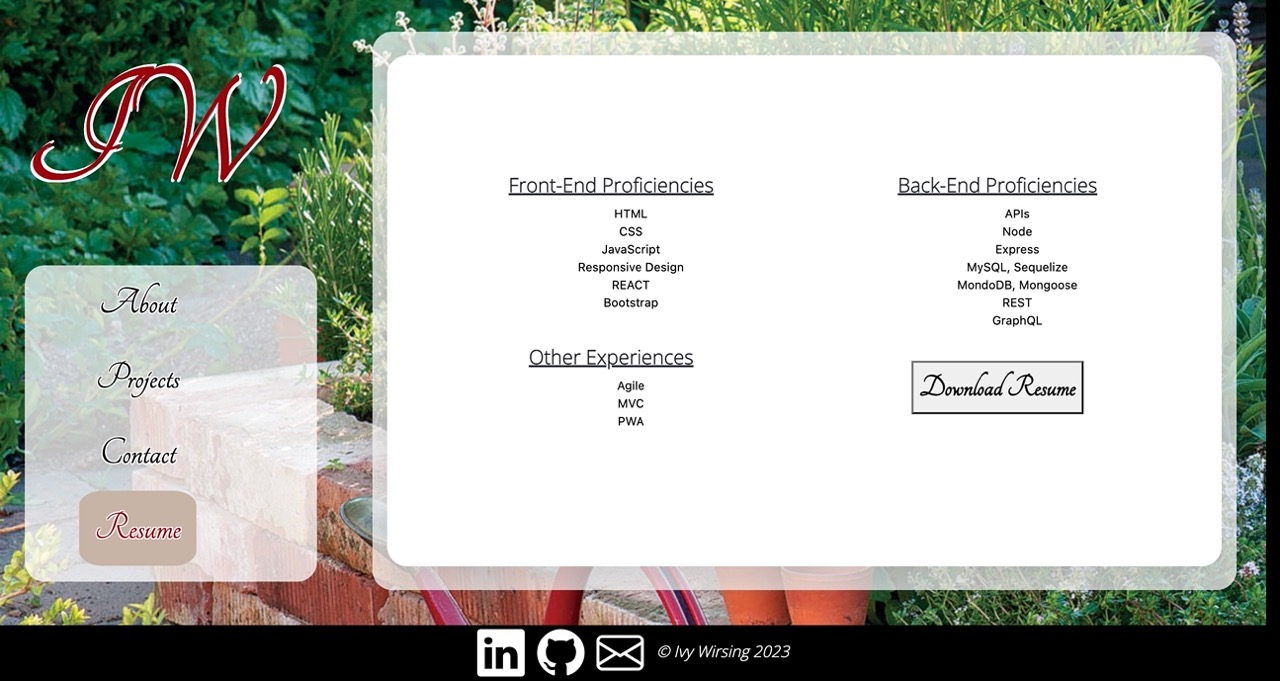 IW
About
Projects
Contact
Resume
Front-End Proficiencies
HTML
CSS
JavaScript
Responsive Design
REACT
Bootstrap
Other Experiences
Agile
MVC
PWA
Back-End Proficiencies
APIs
Node
Express
MySQL, Sequelize
MondoDB, Mongoose
REST
GraphQL
Download Resume
in
© Ivy Wirsing 2023